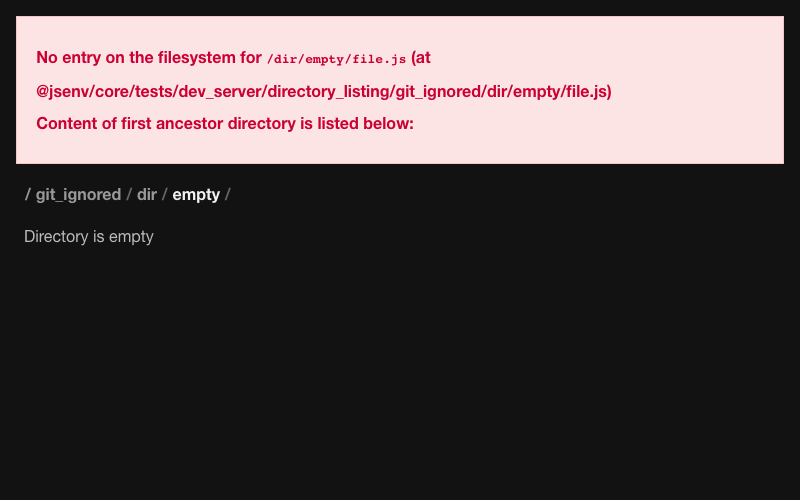 No entry on the filesystem for /dir/empty/file.js (at
@jsenv/core/tests/dev_server/directory_listing/git_ignored/dir/empty/file.js)
Content of first ancestor directory is listed below:
/ git_ignored / dir / empty /
Directory is empty